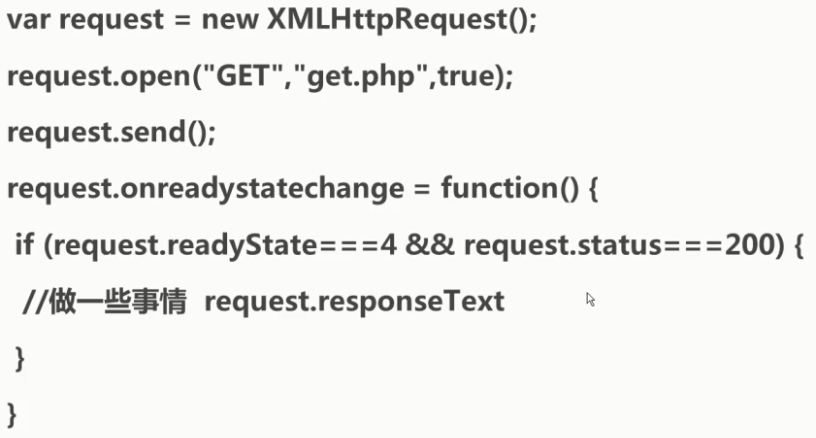 var request = new XMLHttpRequest();
request.open("GET","get.php",true);
request.send();
request.onreadystatechange = function() {
if (request.readyState===4 && request.status===200) {
//做一些事情 request.responseText
}
}